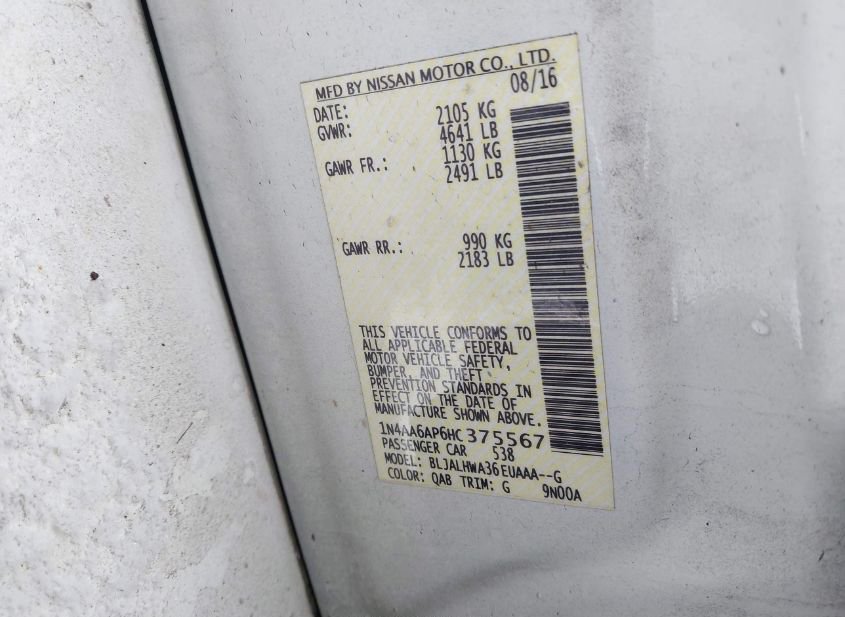 MFD BY NISSAN MOTOR CO., LTD.
DATE: 08/16
GVWR: 2105 KG
4641 LB
GAWR FR.: 1130 KG
2491 LB
GAWR RR.: 990 KG
2183 LB
THIS VEHICLE CONFORMS TO
ALL APPLICABLE FEDERAL
MOTOR VEHICLE SAFETY,
BUMPER, AND THEFT
PREVENTION STANDARDS IN
EFFECT ON THE DATE OF
MANUFACTURE SHOWN ABOVE.
1N4AA6AP6HC375567
PASSENGER CAR 538
MODEL: BLJALHWA36EUAAA--G
COLOR: QAB TRIM: G 9N00A